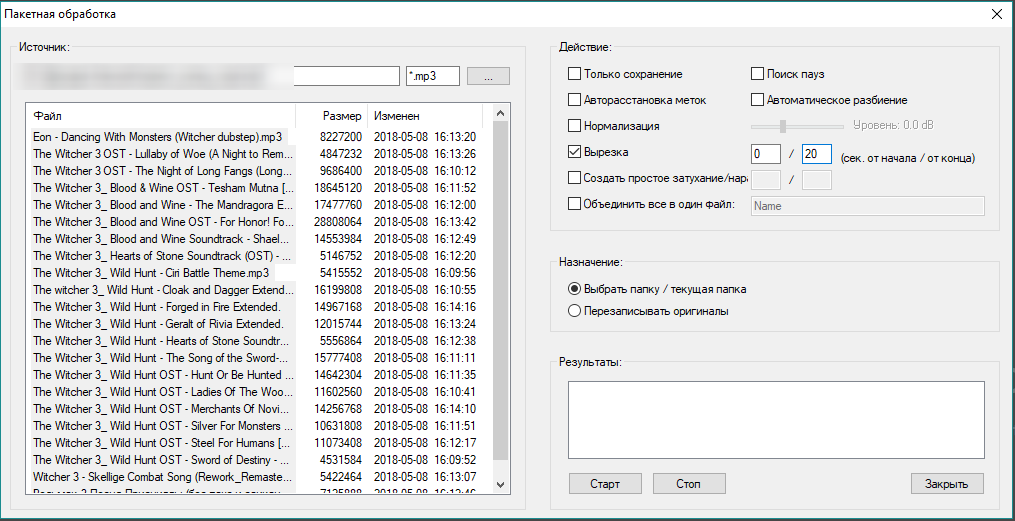 Пакетная обработка
Источник:
*.mp3
...
Файл Размер Изменен
Eon - Dancing With Monsters (Witcher dubstep).mp3 8227200 2018-05-08 16:13:20
The Witcher 3 OST - Lullaby of Woe (A Night to Rem... 4847232 2018-05-08 16:13:26
The Witcher 3 OST - The Night of Long Fangs (Long... 9686400 2018-05-08 16:10:12
The Witcher 3_ Blood & Wine OST - Tesham Mutna [... 18645120 2018-05-08 16:11:52
The Witcher 3_ Blood and Wine - The Mandragora E... 17477760 2018-05-08 16:12:00
The Witcher 3_ Blood and Wine OST - For Honor! Fo... 28808064 2018-05-08 16:13:42
The Witcher 3_ Blood and Wine Soundtrack - Shael... 14553984 2018-05-08 16:12:49
The Witcher 3_ Hearts of Stone Soundtrack (OST) - ... 5146752 2018-05-08 16:12:20
The Witcher 3_ Wild Hunt - Ciri Battle Theme.mp3 5415552 2018-05-08 16:09:56
The witcher 3_ Wild Hunt - Cloak and Dagger Extend... 16199808 2018-05-08 16:10:55
The Witcher 3_ Wild Hunt - Forged in Fire Extended. 14967168 2018-05-08 16:14:16
The Witcher 3_ Wild Hunt - Geralt of Rivia Extended. 12015744 2018-05-08 16:13:24
The Witcher 3_ Wild Hunt - Hearts of Stone Soundtr... 5556864 2018-05-08 16:12:38
The Witcher 3_ Wild Hunt - The Song of the Sword-... 15777408 2018-05-08 16:11:11
The Witcher 3_ Wild Hunt OST - Hunt Or Be Hunted ... 14642304 2018-05-08 16:11:35
The Witcher 3_ Wild Hunt OST - Ladies Of The Woo... 11602560 2018-05-08 16:10:41
The Witcher 3_ Wild Hunt OST - Merchants Of Novi... 14256768 2018-05-08 16:14:10
The Witcher 3_ Wild Hunt OST - Silver For Monsters ... 10631808 2018-05-08 16:11:51
The Witcher 3_ Wild Hunt OST - Steel For Humans [... 11073408 2018-05-08 16:12:17
The Witcher 3_ Wild Hunt OST - Sword of Destiny - ... 4531584 2018-05-08 16:09:52
Witcher 3 - Skellige Combat Song (Rework_Remaste... 5422464 2018-05-08 16:13:07
Действие:
Только сохранение Поиск пауз
Авторасстановка меток Автоматическое разбиение
Нормализация Уровень: 0.0 dB
Вырезка 0 / 20 (сек. от начала / от конца)
Создать простое затухание/нара /
Объединить все в один файл: Name
Назначение:
Выбрать папку / текущая папка
Перезаписывать оригиналы
Результаты:
Старт Стоп Закрыть